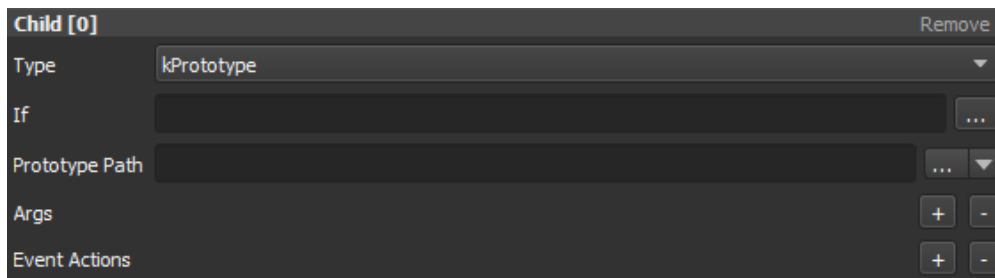 Child [0] Remove
Type kPrototype
If ...
Prototype Path ...
Args + -
Event Actions + -